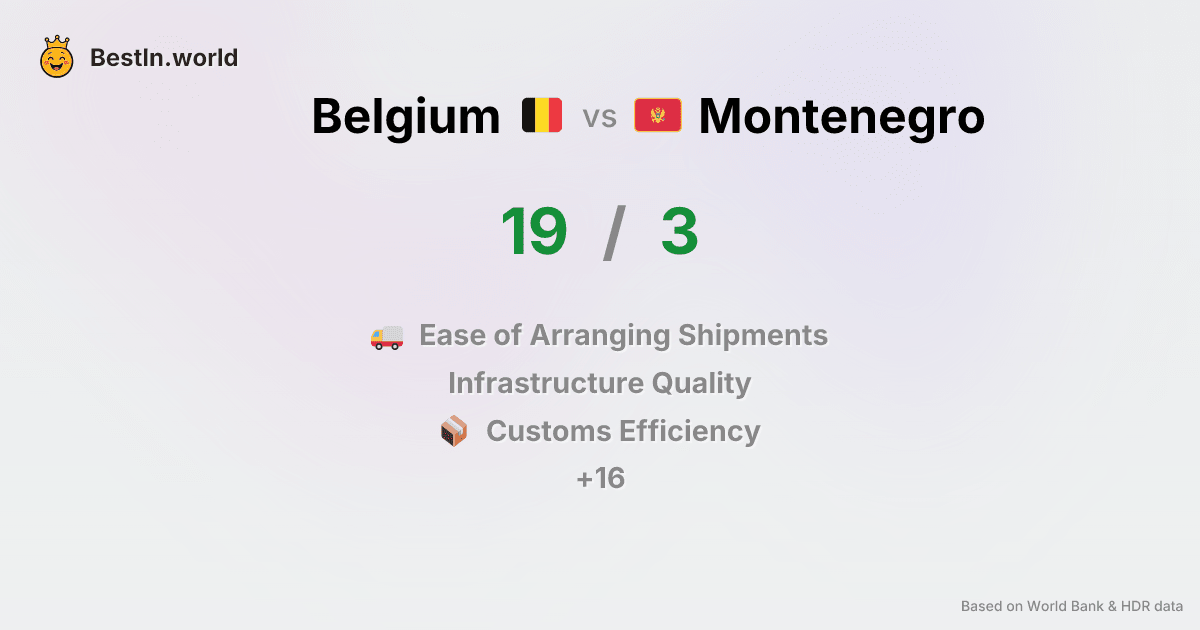 BestIn.world
Belgium vs Montenegro
19 / 3
Ease of Arranging Shipments
Infrastructure Quality
Customs Efficiency
+16
Based on World Bank & HDR data